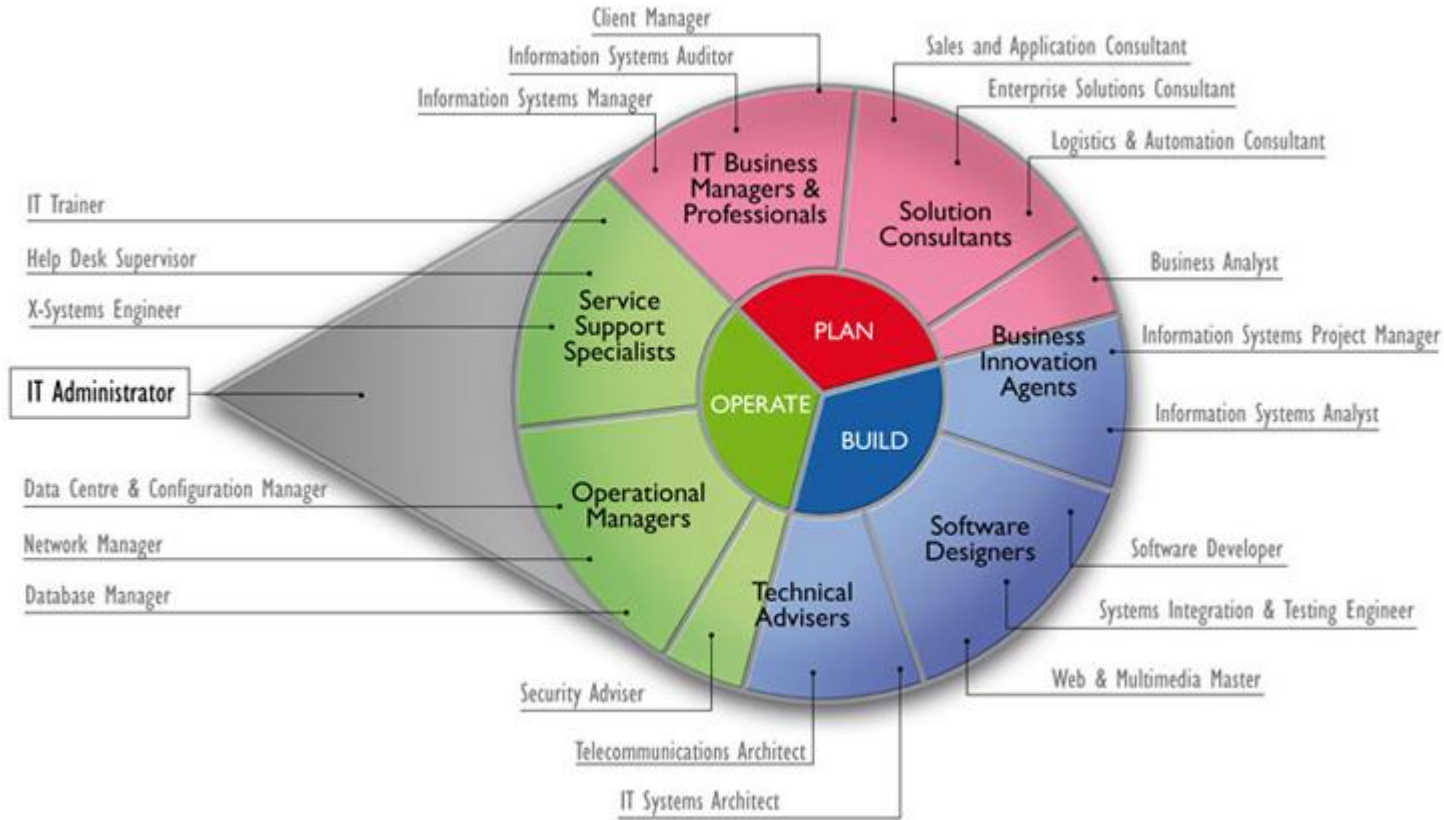 Client Manager
Information Systems Auditor
Information Systems Manager
Sales and Application Consultant
Enterprise Solutions Consultant
Logistics & Automation Consultant
IT Business
Managers &
Professionals
Solution
Consultants
IT Trainer
Help Desk Supervisor
X-Systems Engineer
Business Analyst
Service
Support
Specialists
PLAN
Business
Innovation
Agents
Information Systems Project Manager
IT Administrator
OPERATE
BUILD
Information Systems Analyst
Data Centre & Configuration Manager
Network Manager
Database Manager
Operational
Managers
Software
Designers
Software Developer
Technical
Advisers
Systems Integration & Testing Engineer
Web & Multimedia Master
Security Adviser
Telecommunications Architect
IT Systems Architect